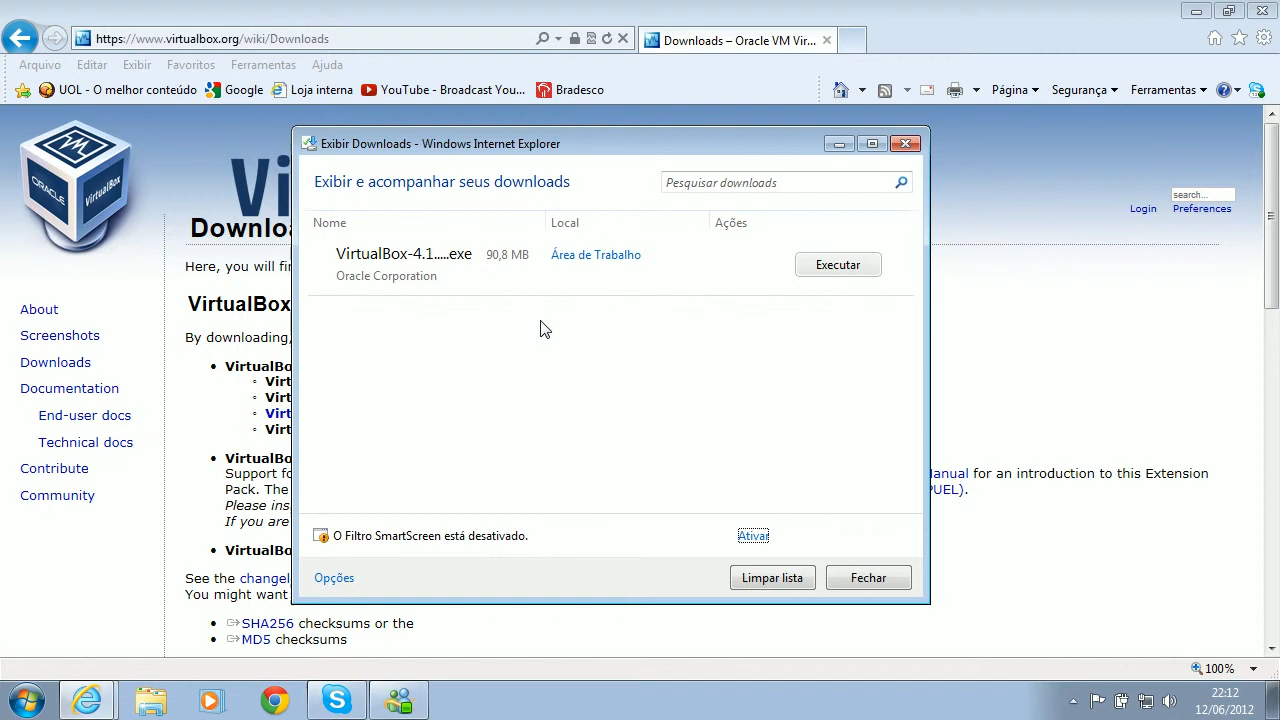 https://www.virtualbox.org/wiki/Downloads
Downloads – Oracle VM Vir...
Arquivo Editar Exibir Favoritos Ferramentas Ajuda
UOL - O melhor conteúdo Google Loja interna YouTube - Broadcast You... Bradesco
Página Segurança Ferramentas
ORACLE
VirtualBox
Vi
search...
Login Preferences
Downloa
Here, you will fin
About
Screenshots
Downloads
Documentation
End-user docs
Technical docs
Contribute
Community
VirtualBox
By downloading,
VirtualBo
Virt
Virt
Virt
Virt
VirtualBo
Support fo
Manual for an introduction to this Extension
Pack. The
PUEL).
Please ins
If you are
VirtualBo
See the changel
You might want
SHA256 checksums or the
MD5 checksums
Exibir Downloads - Windows Internet Explorer
Exibir e acompanhar seus downloads
Pesquisar downloads
Nome Local Ações
VirtualBox-4.1.....exe 90,8 MB Área de Trabalho Executar
Oracle Corporation
O Filtro SmartScreen está desativado. Ativar
Opções Limpar lista Fechar
100%
22:12
12/06/2012